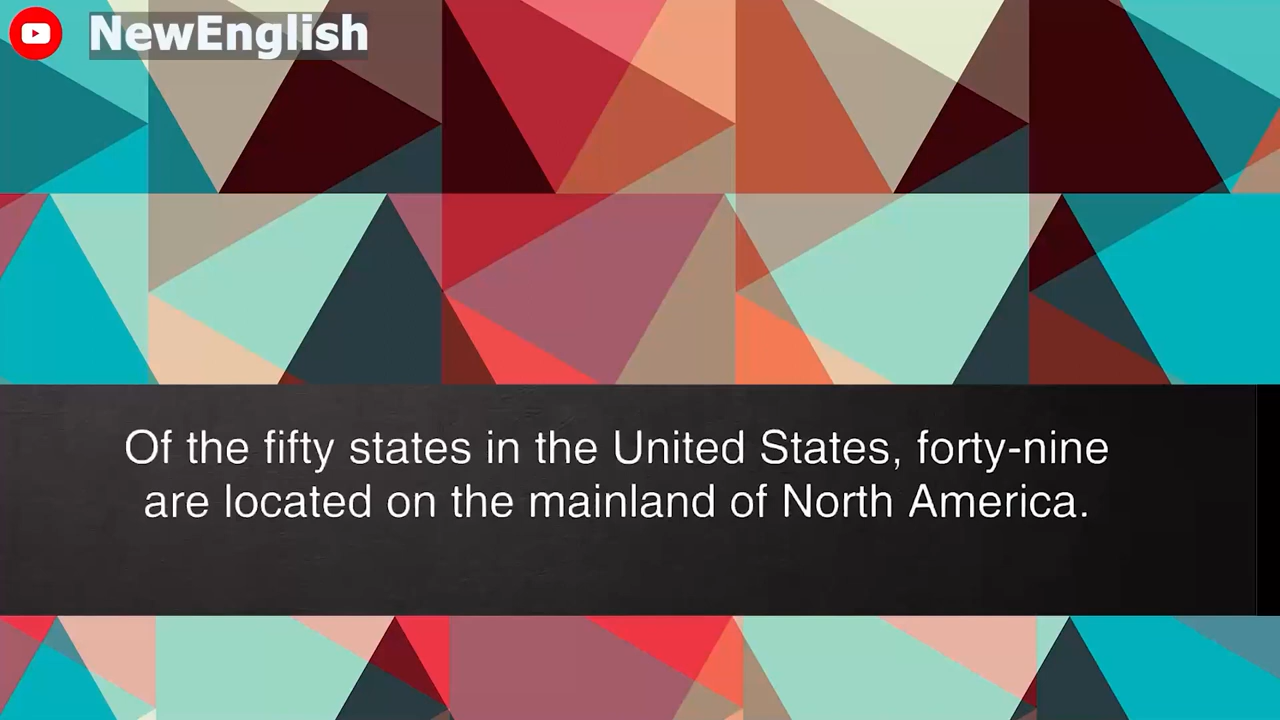 NewEnglish
Of the fifty states in the United States, forty-nine
are located on the mainland of North America.